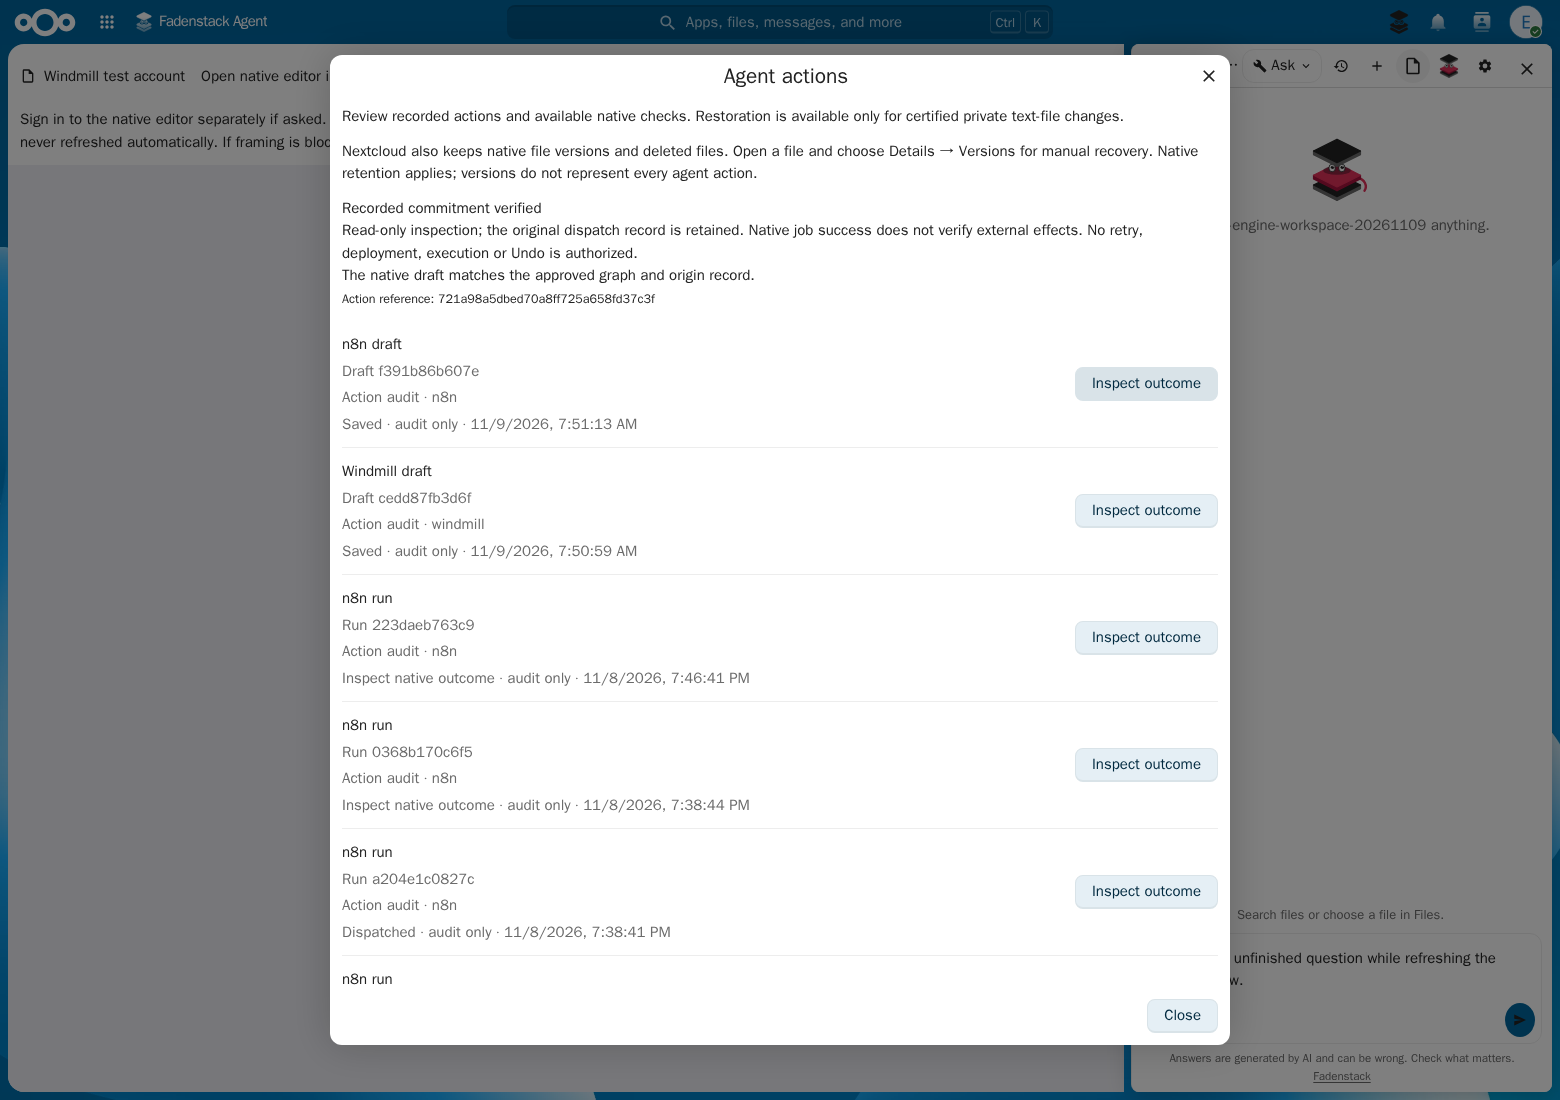 Fadenstack Agent
Apps, files, messages, and more
Ctrl
K
E
Windmill test account
Open native editor i
Sign in to the native editor separately if asked.
never refreshed automatically. If framing is bloc
Ask
-engine-workspace-20261109 anything.
Agent actions
Review recorded actions and available native checks. Restoration is available only for certified private text-file changes.
Nextcloud also keeps native file versions and deleted files. Open a file and choose Details → Versions for manual recovery. Native
retention applies; versions do not represent every agent action.
Recorded commitment verified
Read-only inspection; the original dispatch record is retained. Native job success does not verify external effects. No retry,
deployment, execution or Undo is authorized.
The native draft matches the approved graph and origin record.
Action reference: 721a98a5dbed70a8ff725a658fd37c3f
n8n draft
Draft f391b86b607e
Action audit · n8n
Saved · audit only · 11/9/2026, 7:51:13 AM
Inspect outcome
Windmill draft
Draft cedd87fb3d6f
Action audit · windmill
Saved · audit only · 11/9/2026, 7:50:59 AM
Inspect outcome
n8n run
Run 223daeb763c9
Action audit · n8n
Inspect native outcome · audit only · 11/8/2026, 7:46:41 PM
Inspect outcome
n8n run
Run 0368b170c6f5
Action audit · n8n
Inspect native outcome · audit only · 11/8/2026, 7:38:44 PM
Inspect outcome
n8n run
Run a204e1c0827c
Action audit · n8n
Dispatched · audit only · 11/8/2026, 7:38:41 PM
Inspect outcome
n8n run
Close
Search files or choose a file in Files.
unfinished question while refreshing the
w.
Answers are generated by AI and can be wrong. Check what matters.
Fadenstack